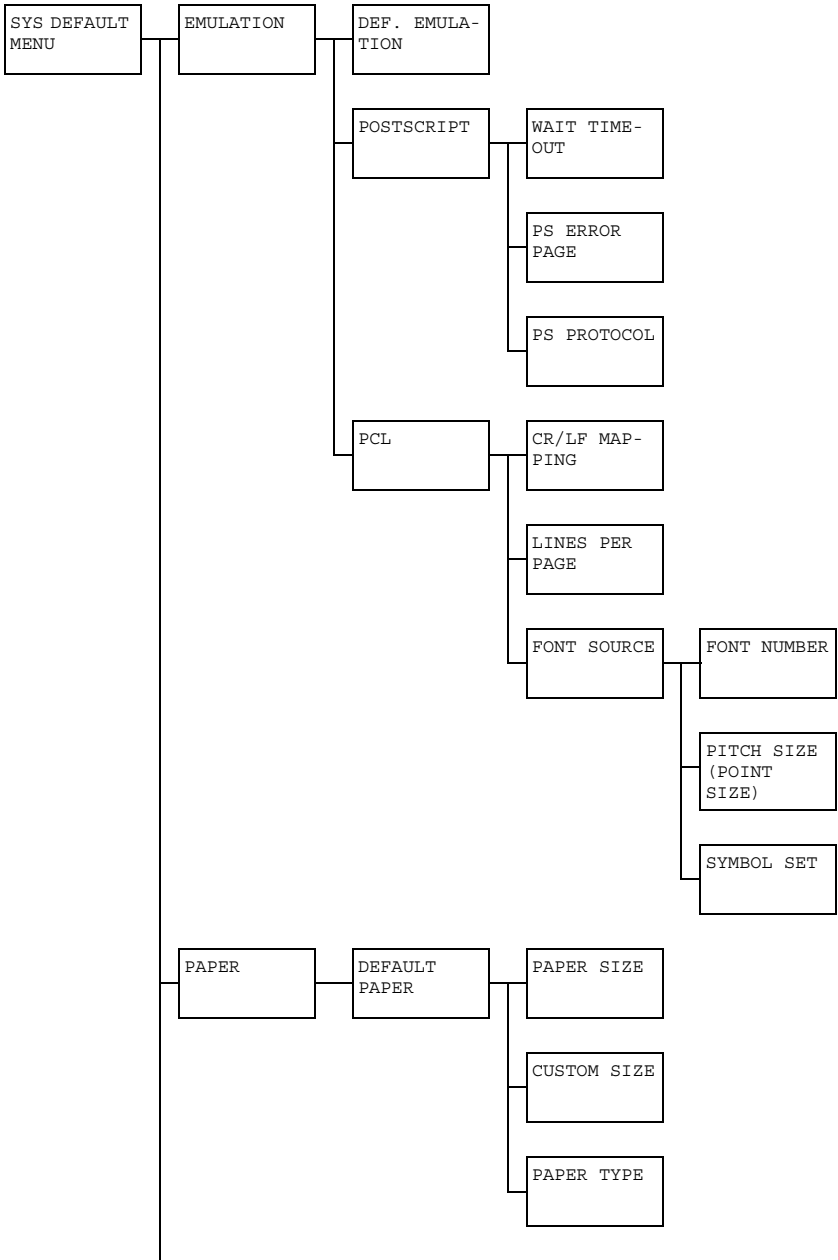 SYS DEFAULT
MENU
EMULATION
DEF. EMULA-
TION
POSTSCRIPT
WAIT TIME-
OUT
PS ERROR
PAGE
PS PROTOCOL
PCL
CR/LF MAP-
PING
LINES PER
PAGE
FONT SOURCE
FONT NUMBER
PITCH SIZE
(POINT
SIZE)
SYMBOL SET
PAPER
DEFAULT
PAPER
PAPER SIZE
CUSTOM SIZE
PAPER TYPE